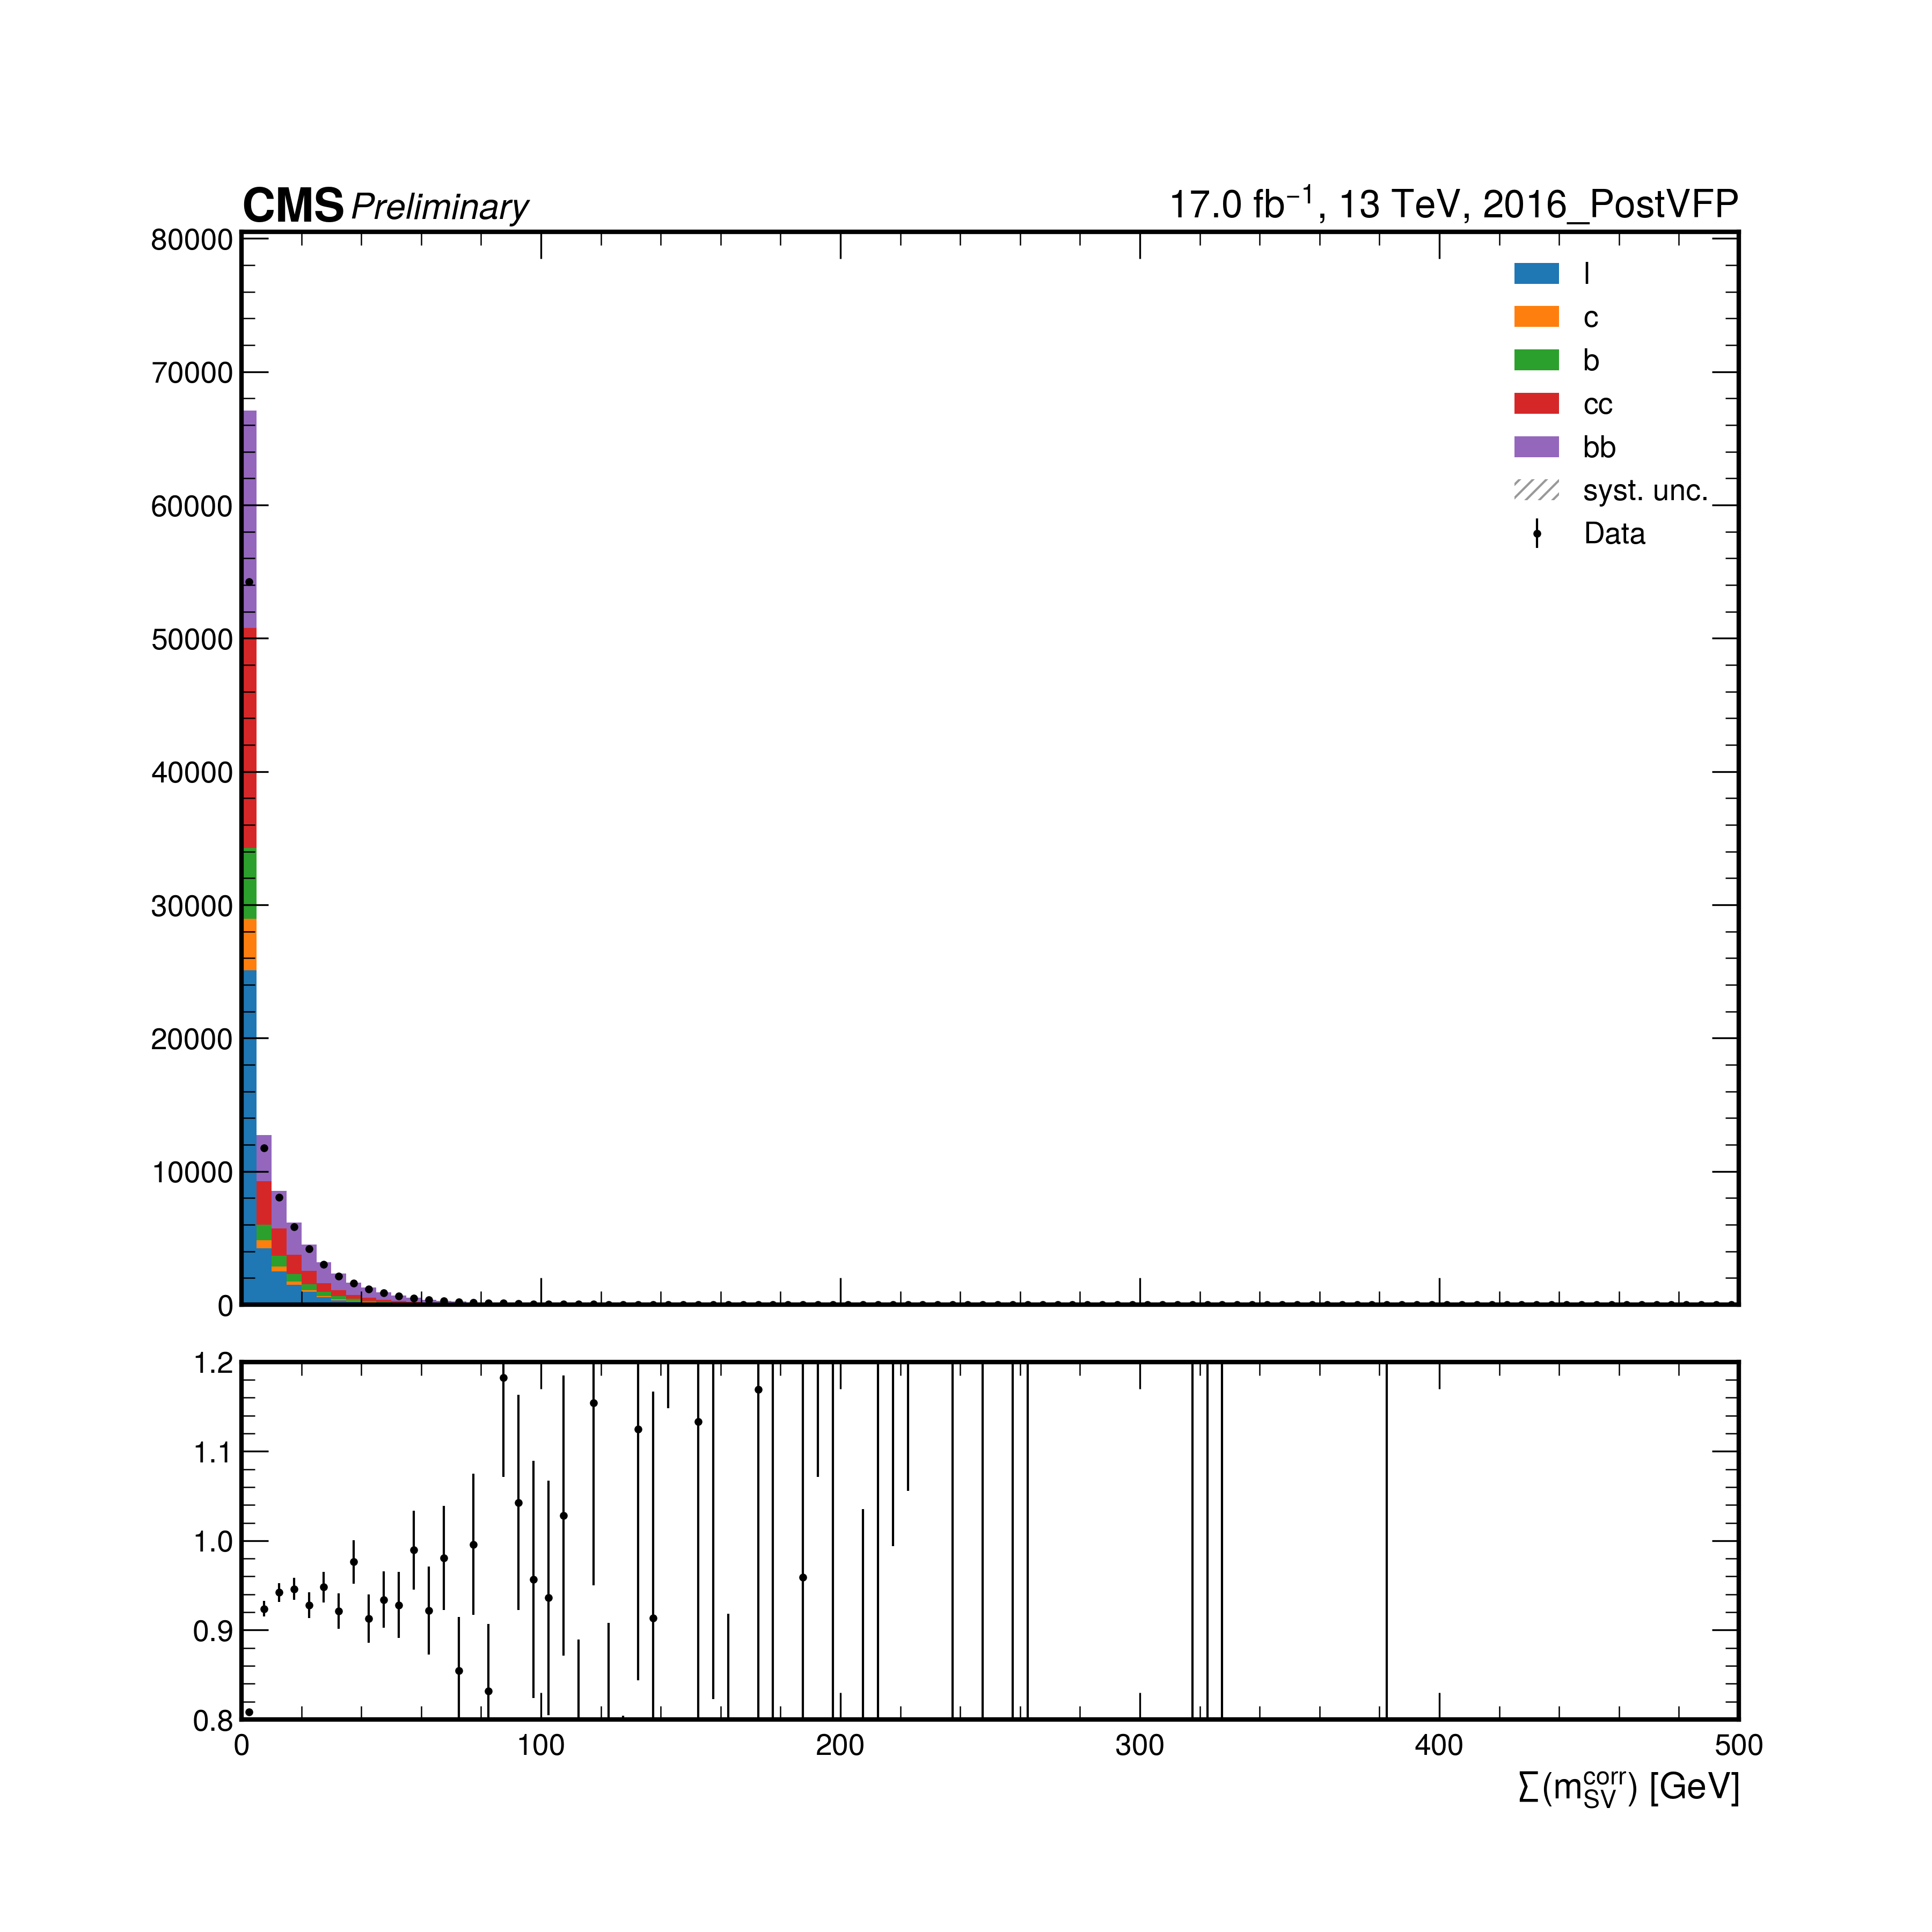 CMS Preliminary
17.0 fb⁻¹, 13 TeV, 2016_PostVFP
80000
70000
60000
50000
40000
30000
20000
10000
0
l
c
b
cc
bb
syst. unc.
Data
1.2
1.1
1.0
0.9
0.8
0 100 200 300 400 500
Σ(m_SV^corr) [GeV]